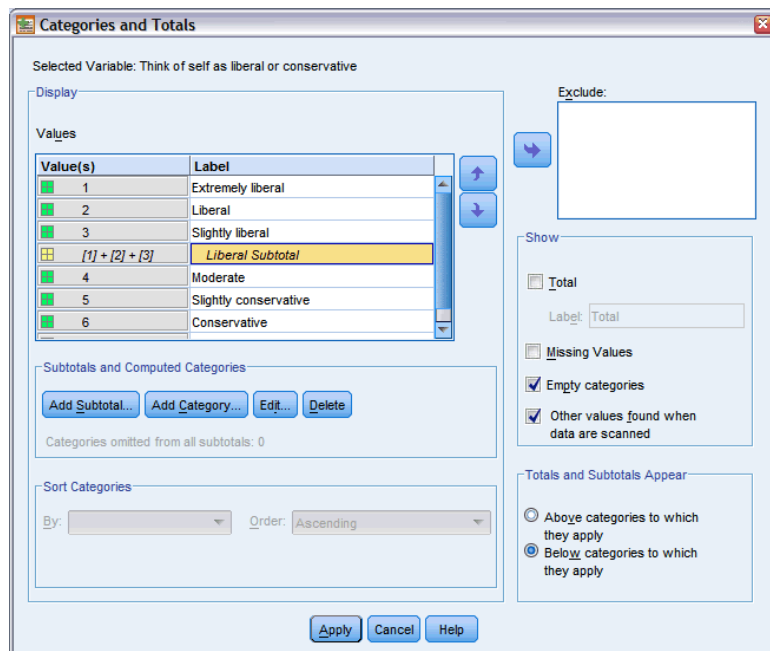 Categories and Totals
Selected Variable: Think of self as liberal or conservative
Display
Values
Value(s) Label
1 Extremely liberal
2 Liberal
3 Slightly liberal
[1] + [2] + [3] Liberal Subtotal
4 Moderate
5 Slightly conservative
6 Conservative
Subtotals and Computed Categories
Add Subtotal... Add Category... Edit... Delete
Categories omitted from all subtotals: 0
Sort Categories
By: Order: Ascending
Exclude:
Show
Total
Label: Total
Missing Values
Empty categories
Other values found when
data are scanned
Totals and Subtotals Appear
Above categories to which
they apply
Below categories to which
they apply
Apply Cancel Help